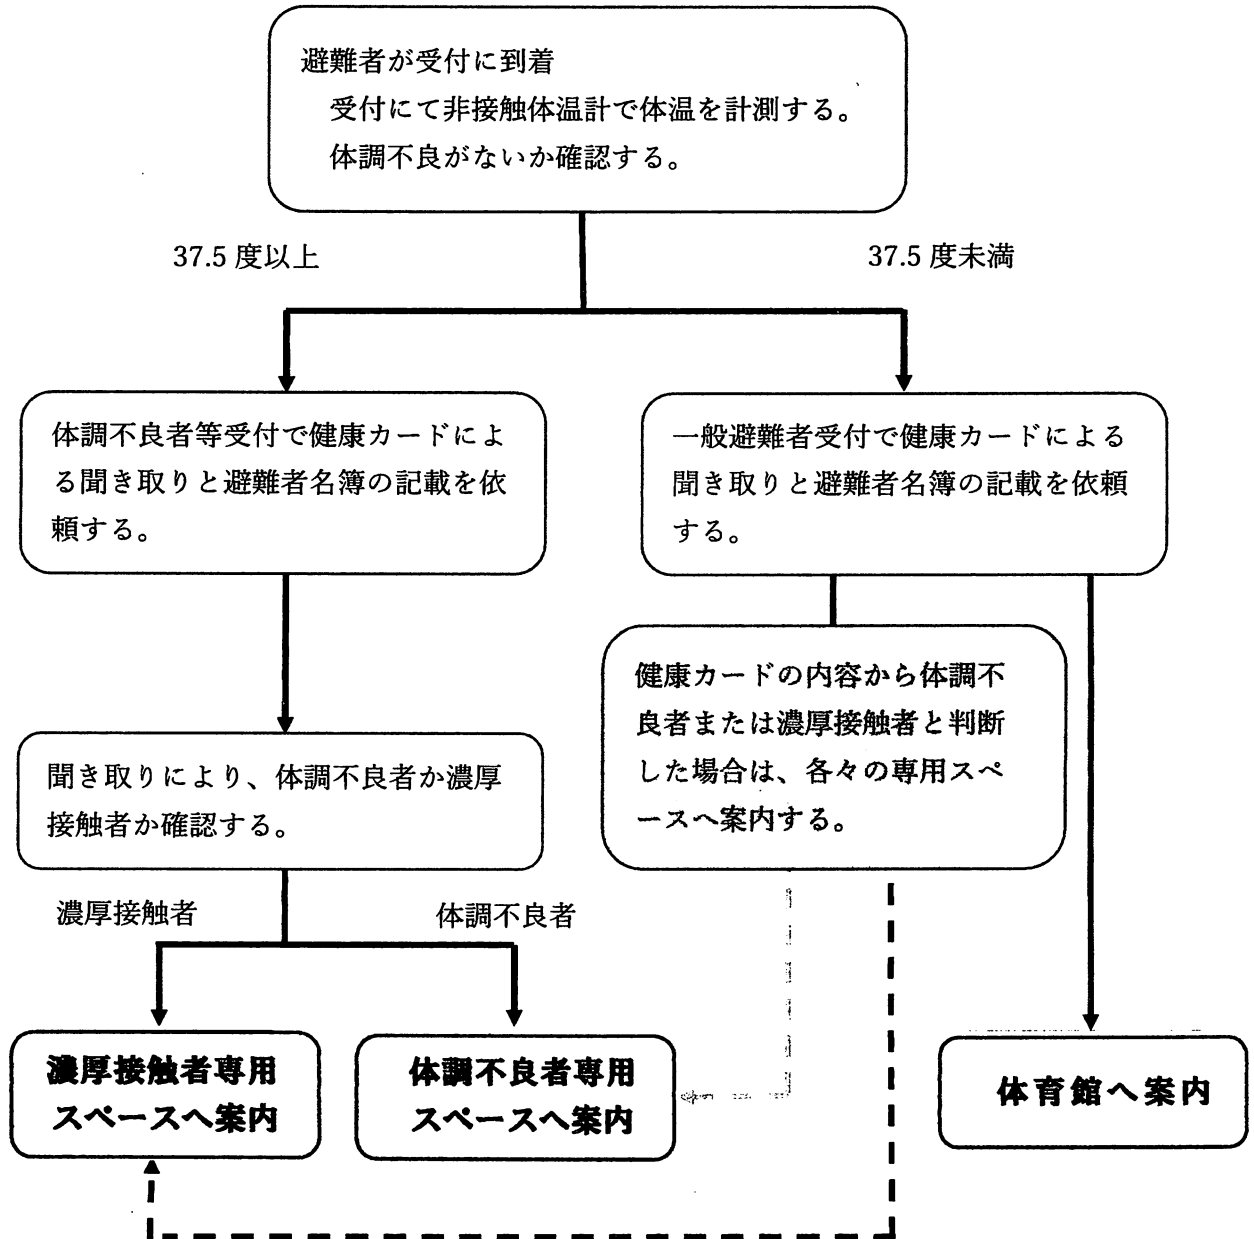 避難者が受付に到着
受付にて非接触体温計で体温を計測する。
体調不良がないか確認する。
37.5 度以上
37.5 度未満
体調不良者等受付で健康カードによ
る聞き取りと避難者名簿の記載を依
頼する。
一般避難者受付で健康カードによる
聞き取りと避難者名簿の記載を依頼
する。
健康カードの内容から体調不
良者または濃厚接触者と判断
した場合は、各々の専用スペ
ースへ案内する。
聞き取りにより、体調不良者か濃厚
接触者か確認する。
濃厚接触者
体調不良者
濃厚接触者専用
スペースへ案内
体調不良者専用
スペースへ案内
体育館へ案内